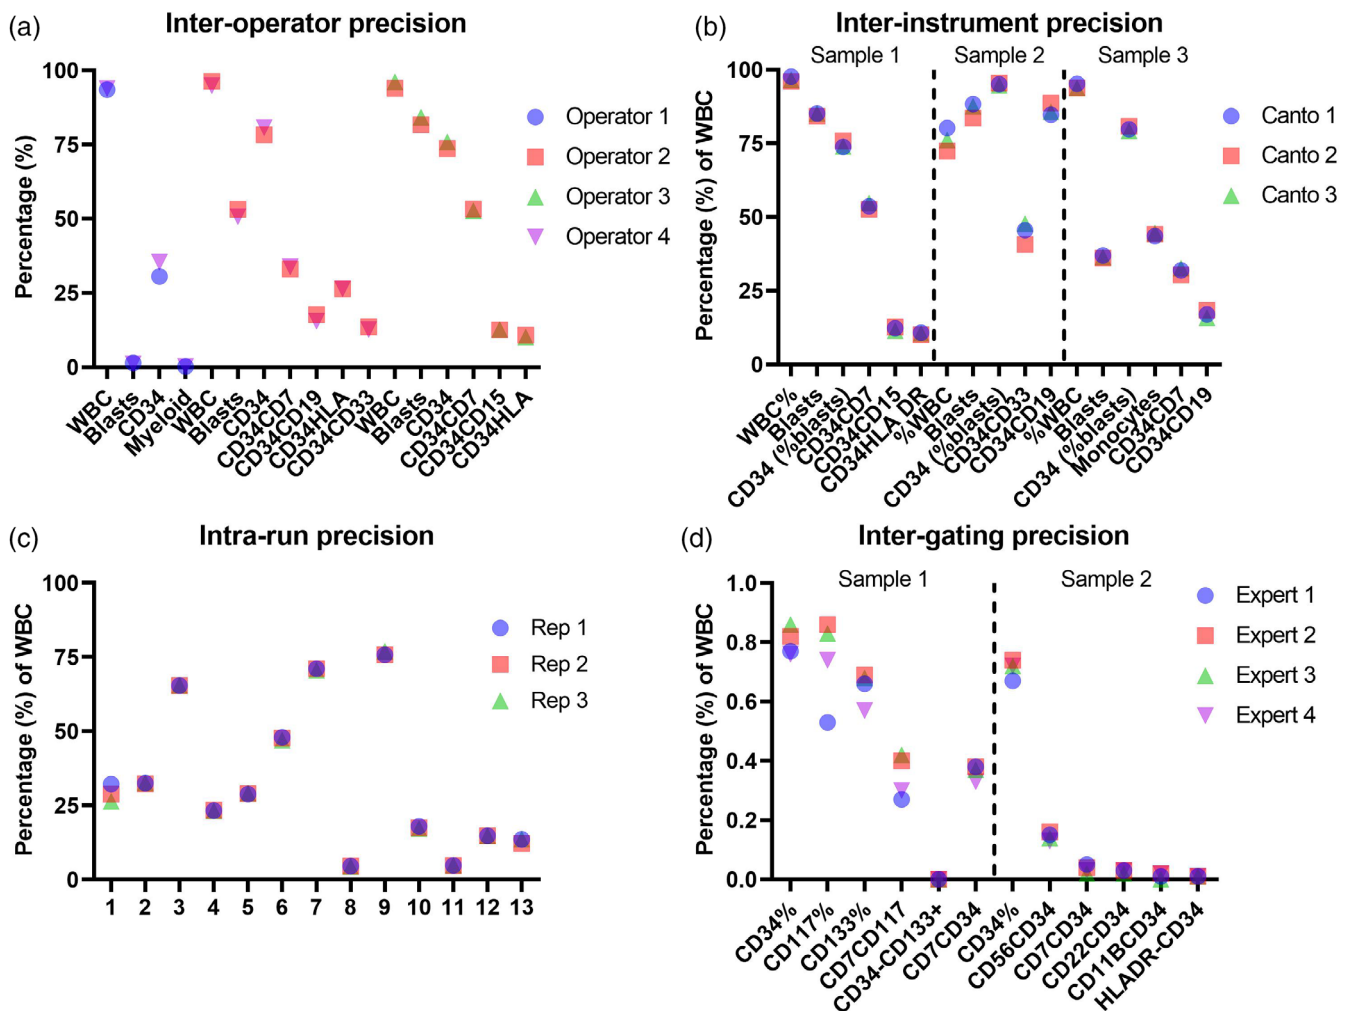 (a) Inter-operator precision
Percentage (%)
100
75
50
25
0
WBC
Blasts
CD34
Myeloid
WBC
Blasts
CD34
CD34CD7
CD34CD19
CD34HLA
CD34CD33
WBC
Blasts
CD34
CD34CD7
CD34CD15
CD34HLA
Operator 1
Operator 2
Operator 3
Operator 4
(b) Inter-instrument precision
Sample 1 Sample 2 Sample 3
Percentage (%) of WBC
100
75
50
25
0
WBC%
Blasts
CD34 (%blasts)
CD34CD7
CD34CD15
CD34HLA DR
%WBC
Blasts
CD34 (%blasts)
CD34CD33
CD34CD19
%WBC
Blasts
CD34 (%blasts)
Monocytes
CD34CD7
CD34CD19
Canto 1
Canto 2
Canto 3
(c) Intra-run precision
Percentage (%) of WBC
100
75
50
25
0
1 2 3 4 5 6 7 8 9 10 11 12 13
Rep 1
Rep 2
Rep 3
(d) Inter-gating precision
Sample 1 Sample 2
Percentage (%) of WBC
1.0
0.8
0.6
0.4
0.2
0.0
CD34%
CD117%
CD133%
CD7CD117
CD34-CD133+
CD7CD34
CD34%
CD56CD34
CD7CD34
CD22CD34
CD11BCD34
HLADR-CD34
Expert 1
Expert 2
Expert 3
Expert 4